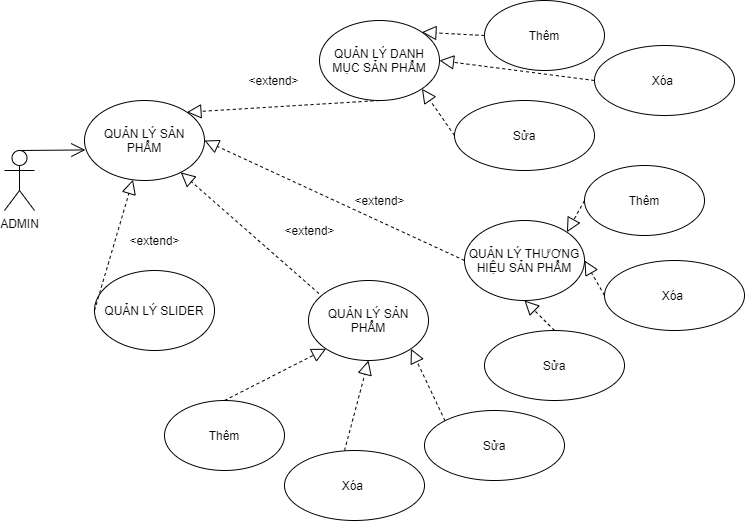 Thêm
QUẢN LÝ DANH
MỤC SẢN PHẨM
<extend>
Xóa
QUẢN LÝ SẢN
PHẨM
Sửa
ADMIN
<extend>
Thêm
<extend>
<extend>
QUẢN LÝ THƯƠNG
HIỆU SẢN PHẨM
Xóa
QUẢN LÝ SLIDER
QUẢN LÝ SẢN
PHẨM
Sửa
Thêm
Sửa
Xóa